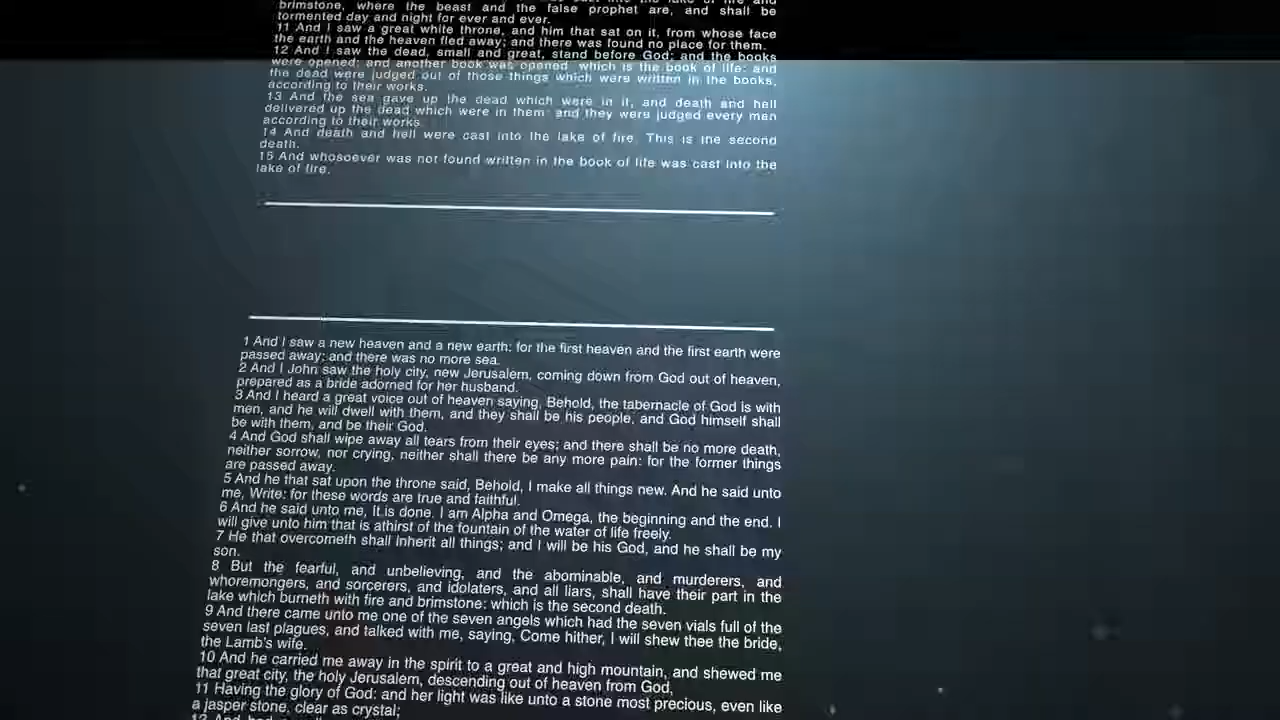 brimstone, where the beast and the false prophet are, and shall be
tormented day and night for ever and ever.
11 And I saw a great white throne, and him that sat on it, from whose face
the earth and the heaven fled away; and there was found no place for them.
12 And I saw the dead, small and great, stand before God; and the books
were opened: and another book was opened which is the book of life: and
the dead were judged out of those things which were written in the books,
according to their works.
13 And the sea gave up the dead which were in it, and death and hell
delivered up the dead which were in them: and they were judged every man
according to their works.
14 And death and hell were cast into the lake of fire. This is the second
death.
15 And whosoever was not found written in the book of life was cast into the
lake of fire.
1 And I saw a new heaven and a new earth: for the first heaven and the first earth were
passed away; and there was no more sea.
2 And I John saw the holy city, new Jerusalem, coming down from God out of heaven,
prepared as a bride adorned for her husband.
3 And I heard a great voice out of heaven saying, Behold, the tabernacle of God is with
men, and he will dwell with them, and they shall be his people, and God himself shall
be with them, and be their God.
4 And God shall wipe away all tears from their eyes; and there shall be no more death,
neither sorrow, nor crying, neither shall there be any more pain: for the former things
are passed away.
5 And he that sat upon the throne said, Behold, I make all things new. And he said unto
me, Write: for these words are true and faithful.
6 And he said unto me, It is done. I am Alpha and Omega, the beginning and the end. I
will give unto him that is athirst of the fountain of the water of life freely.
7 He that overcometh shall inherit all things; and I will be his God, and he shall be my
son.
8 But the fearful, and unbelieving, and the abominable, and murderers, and
whoremongers, and sorcerers, and idolaters, and all liars, shall have their part in the
lake which burneth with fire and brimstone: which is the second death.
9 And there came unto me one of the seven angels which had the seven vials full of the
seven last plagues, and talked with me, saying, Come hither, I will shew thee the bride,
the Lamb's wife.
10 And he carried me away in the spirit to a great and high mountain, and shewed me
that great city, the holy Jerusalem, descending out of heaven from God,
11 Having the glory of God: and her light was like unto a stone most precious, even like
a jasper stone, clear as crystal;